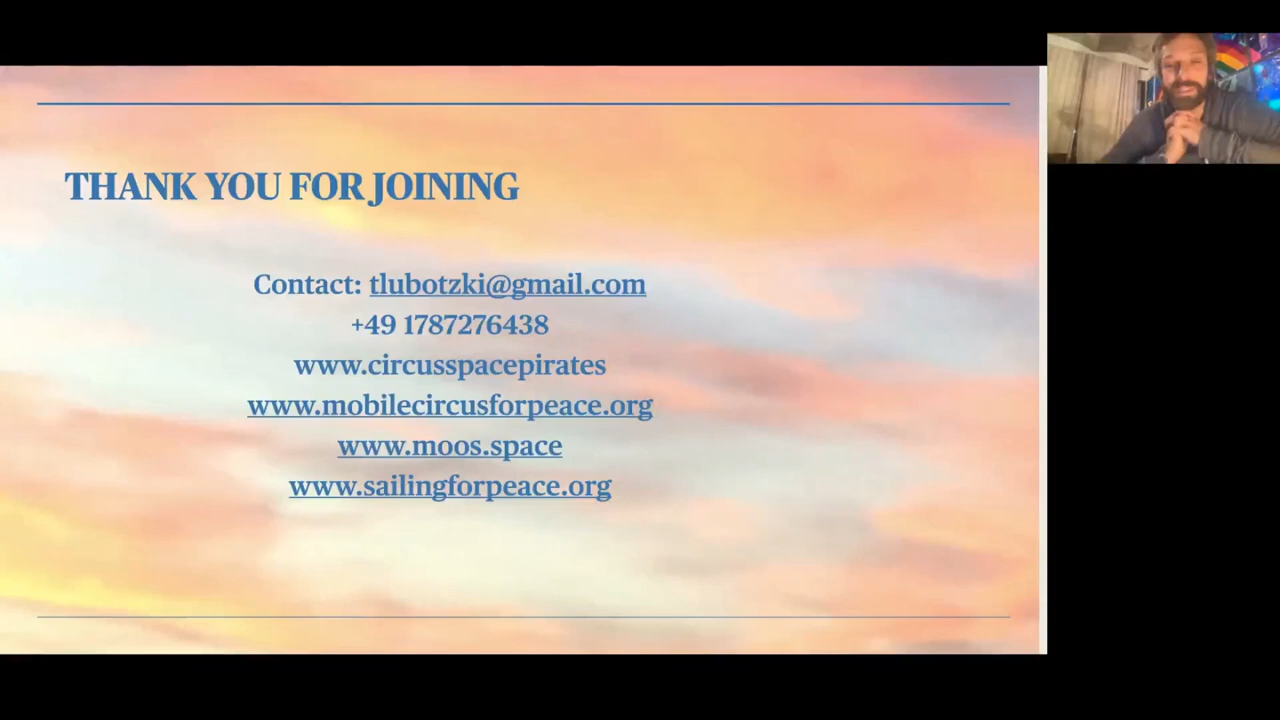 THANK YOU FOR JOINING
Contact: tlubotzki@gmail.com
+49 1787276438
www.circusspacepirates
www.mobilecircusforpeace.org
www.moos.space
www.sailingforpeace.org